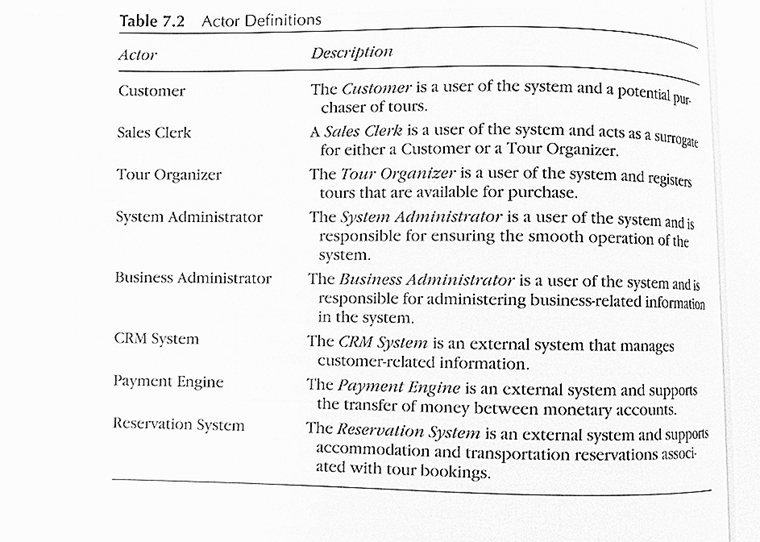 Table 7.2 Actor Definitions
Actor Description
Customer The Customer is a user of the system and a potential pur-
chaser of tours.
Sales Clerk A Sales Clerk is a user of the system and acts as a surrogate
for either a Customer or a Tour Organizer.
Tour Organizer The Tour Organizer is a user of the system and registers
tours that are available for purchase.
System Administrator The System Administrator is a user of the system and is
responsible for ensuring the smooth operation of the
system.
Business Administrator The Business Administrator is a user of the system and is
responsible for administering business-related information
in the system.
CRM System The CRM System is an external system that manages
customer-related information.
Payment Engine The Payment Engine is an external system and supports
the transfer of money between monetary accounts.
Reservation System The Reservation System is an external system and supports
accommodation and transportation reservations associ-
ated with tour bookings.